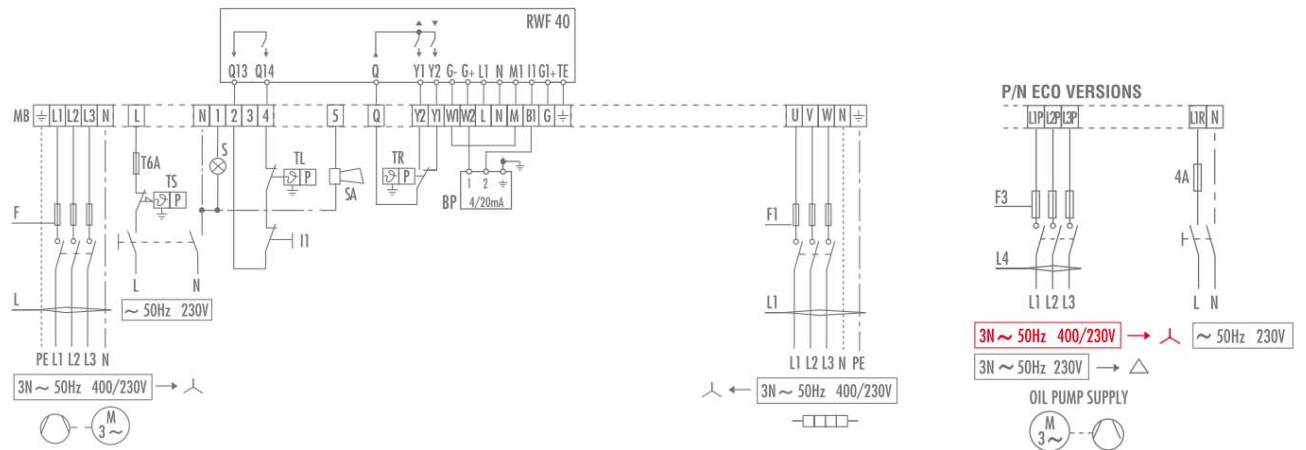 RWF 40
Q13 Q14 Q Y1 Y2 G- G+ L1 N M1 I1 G1+ TE
P/N ECO VERSIONS
MB L1 L2 L3 N L N 1 2 3 4 5 Q Y2 Y1 W1 W2 L N M B1 G U V W N
L1P L2P L3P L1R N
T6A S TL TR 1 2
ϑ P ϑ P SA BP 4/20mA 4A
TS
ϑ P
F F1 F3
I1
L N
L L1 L4
~ 50Hz 230V
L1 L2 L3 L N
PE L1 L2 L3 N L1 L2 L3 N PE
3N ~ 50Hz 400/230V
~ 50Hz 230V
3N ~ 50Hz 230V
3N ~ 50Hz 400/230V
3N ~ 50Hz 400/230V
OIL PUMP SUPPLY
M
3~
M
3~